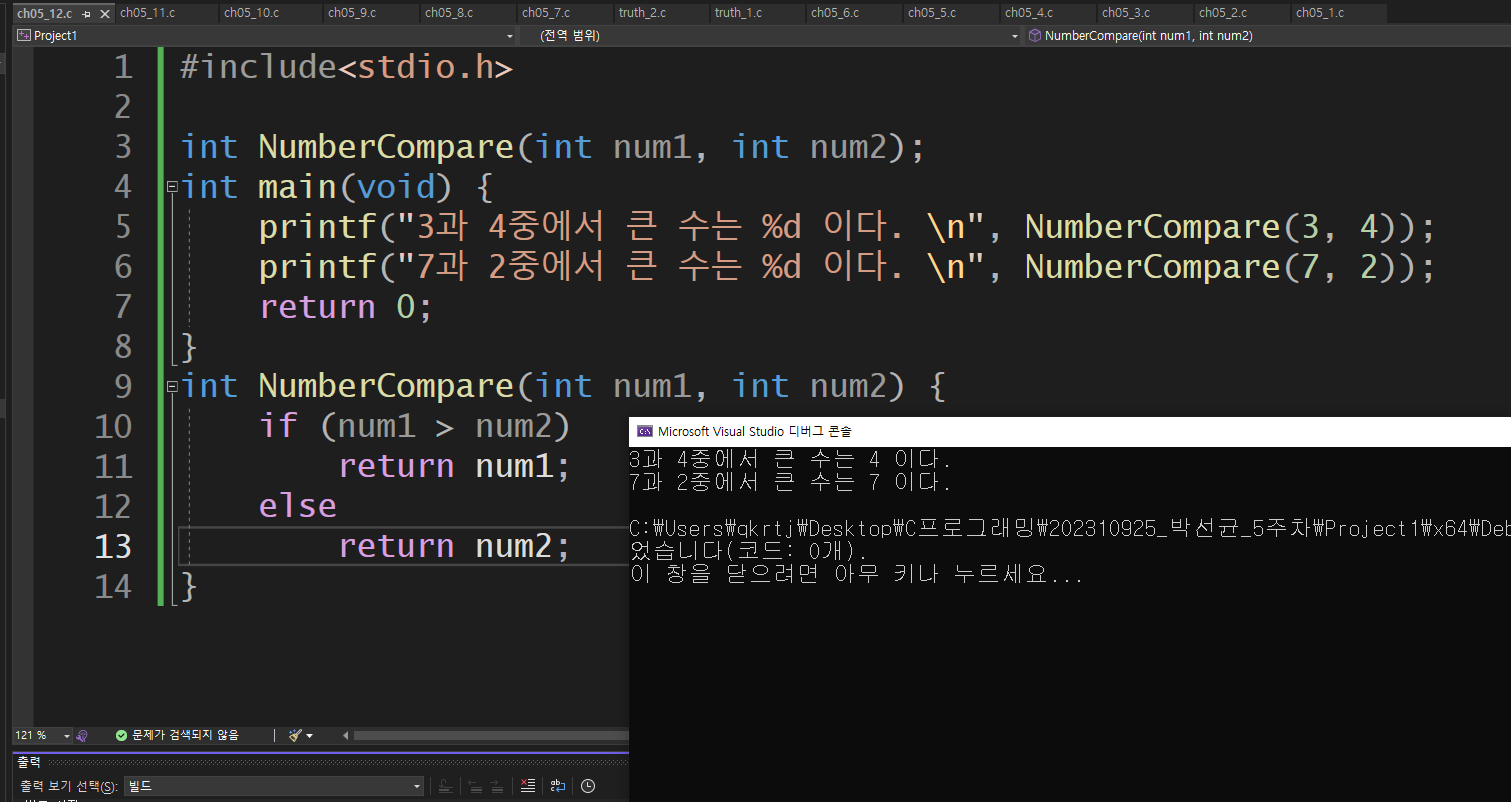 ch05_12.c ch05_11.c ch05_10.c ch05_9.c ch05_8.c ch05_7.c truth_2.c truth_1.c ch05_6.c ch05_5.c ch05_4.c ch05_3.c ch05_2.c ch05_1.c
Project1 (전역 범위) NumberCompare(int num1, int num2)
1 #include<stdio.h>
2
3 int NumberCompare(int num1, int num2);
4 int main(void) {
5 printf("3과 4중에서 큰 수는 %d 이다. \n", NumberCompare(3, 4));
6 printf("7과 2중에서 큰 수는 %d 이다. \n", NumberCompare(7, 2));
7 return 0;
8 }
9 int NumberCompare(int num1, int num2) {
10 if (num1 > num2)
11 return num1;
12 else
13 return num2;
14 }
Microsoft Visual Studio 디버그 콘솔
3과 4중에서 큰 수는 4 이다.
7과 2중에서 큰 수는 7 이다.
C:\Users\qkrtj\Desktop\C프로그래밍\202310925_박선균_5주차\Project1\x64\Deb
었습니다(코드: 0개).
이 창을 닫으려면 아무 키나 누르세요...
121 % 문제가 검색되지 않음
출력
출력 보기 선택(S): 빌드